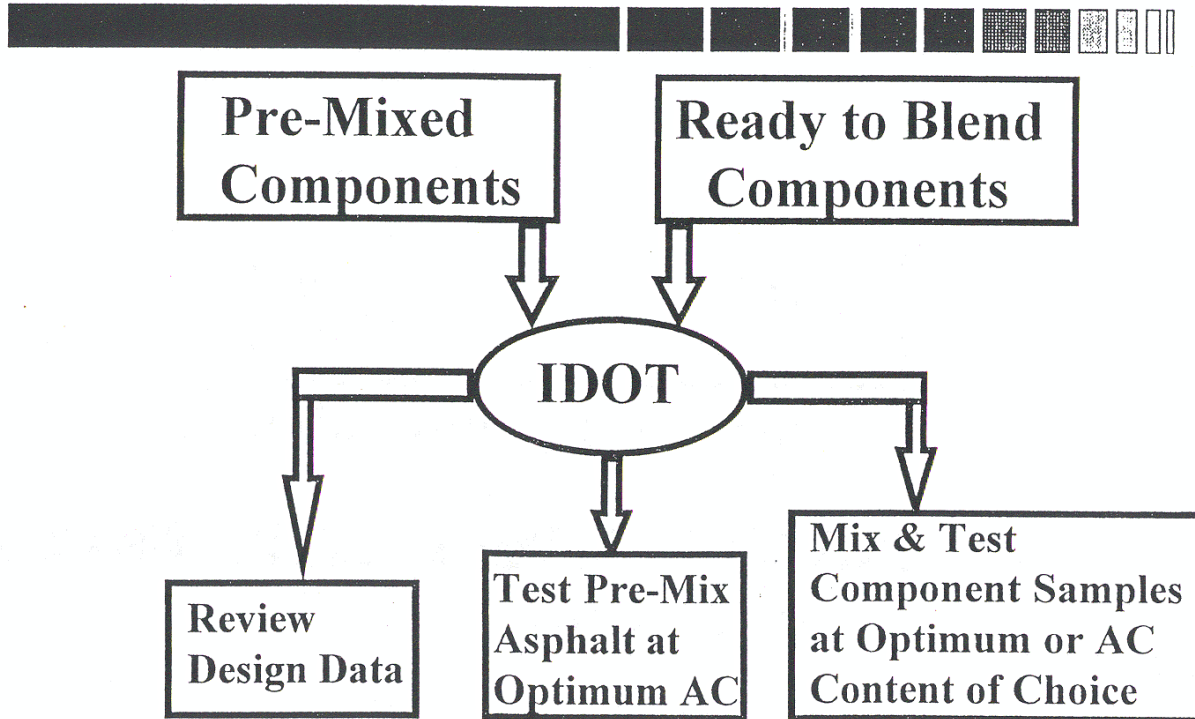 Pre-Mixed
Components
Ready to Blend
Components
IDOT
Review
Design Data
Test Pre-Mix
Asphalt at
Optimum AC
Mix & Test
Component Samples
at Optimum or AC
Content of Choice